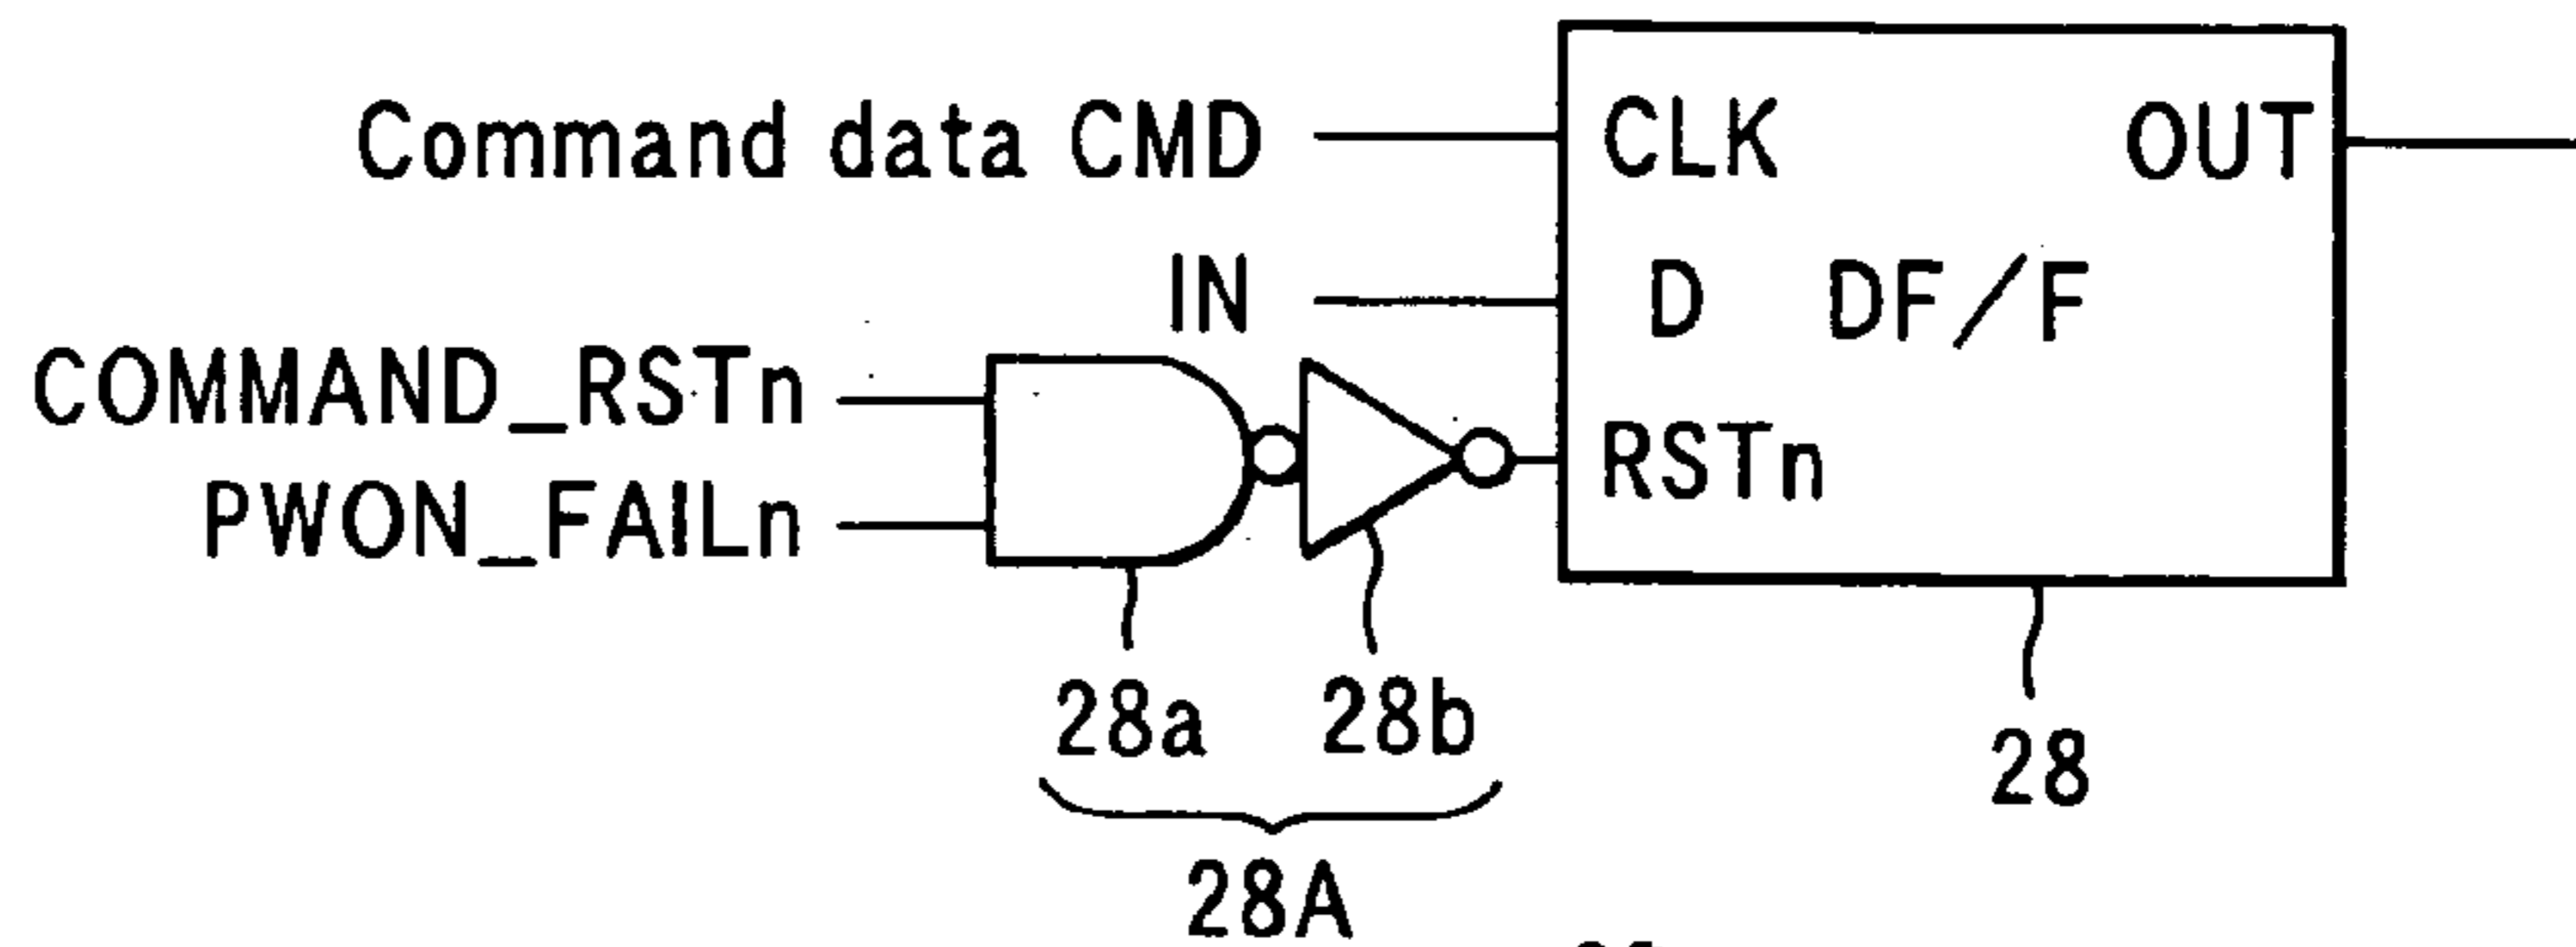 Command data CMD
CLK
OUT
IN
D
DF/F
COMMAND_RSTn
PWON_FAILn
RSTn
28a
28b
28
28A